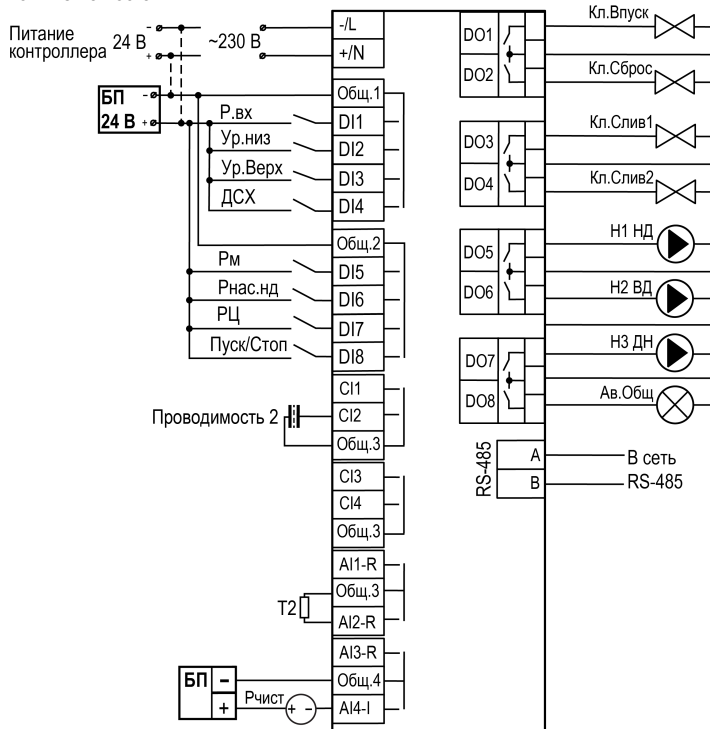 Питание контроллера
-
24 В
+
~230 В
-/L
+/N
БП
24 В
-
+
Общ.1
Р.вх
DI1
Ур.низ
DI2
Ур.Верх
DI3
ДСХ
DI4
Общ.2
Рм
DI5
Рнас.нд
DI6
РЦ
DI7
Пуск/Стоп
DI8
CI1
Проводимость 2
CI2
Общ.3
CI3
CI4
Общ.3
AI1-R
Общ.3
T2
AI2-R
AI3-R
БП
-
+
Общ.4
Рчист
+ -
AI4-I
DO1
Кл.Впуск
DO2
Кл.Сброс
DO3
Кл.Слив1
DO4
Кл.Слив2
DO5
Н1 НД
DO6
Н2 ВД
DO7
Н3 ДН
DO8
Ав.Общ
RS-485
A
B
В сеть
RS-485